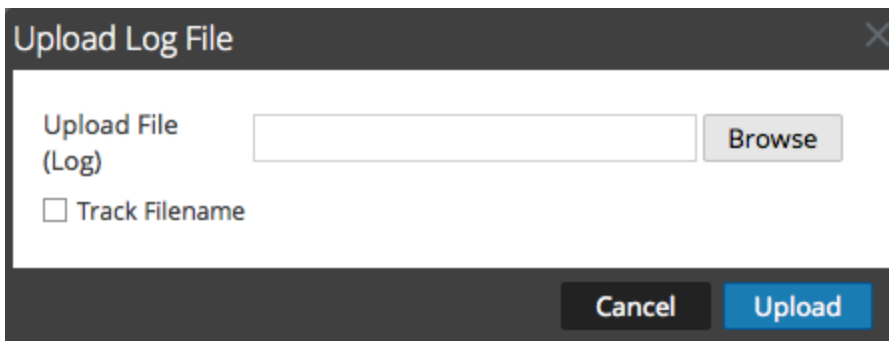 Upload Log File
Upload File
(Log)
Browse
Track Filename
Cancel
Upload